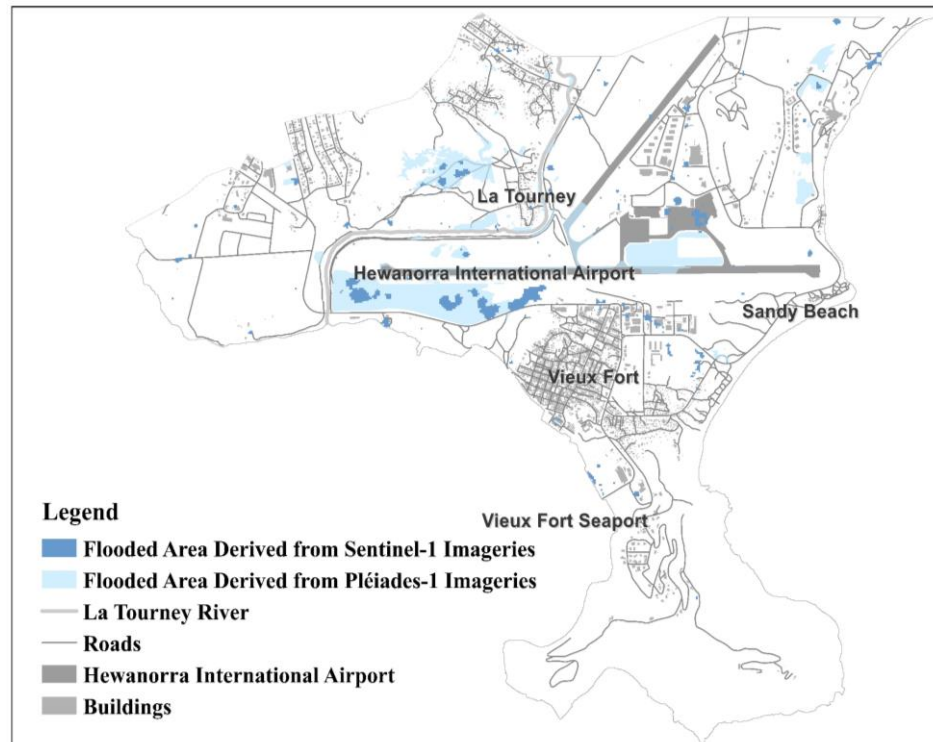 La Tourney
Hewanorra International Airport
Sandy Beach
Vieux Fort
Vieux Fort Seaport
Legend
Flooded Area Derived from Sentinel-1 Imageries
Flooded Area Derived from Pléiades-1 Imageries
La Tourney River
Roads
Hewanorra International Airport
Buildings